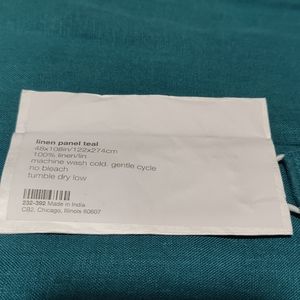 linen panel teal
48x108in/122x274cm
100% linen/lin
machine wash cold. gentle cycle
no bleach
tumble dry low
232-392 Made in India
CB2, Chicago, Illinois 60607